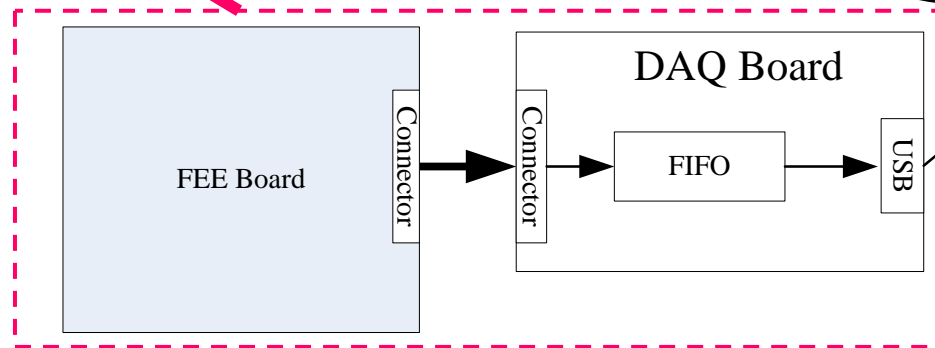 DAQ Board
FEE Board
Connector
Connector
FIFO
USB